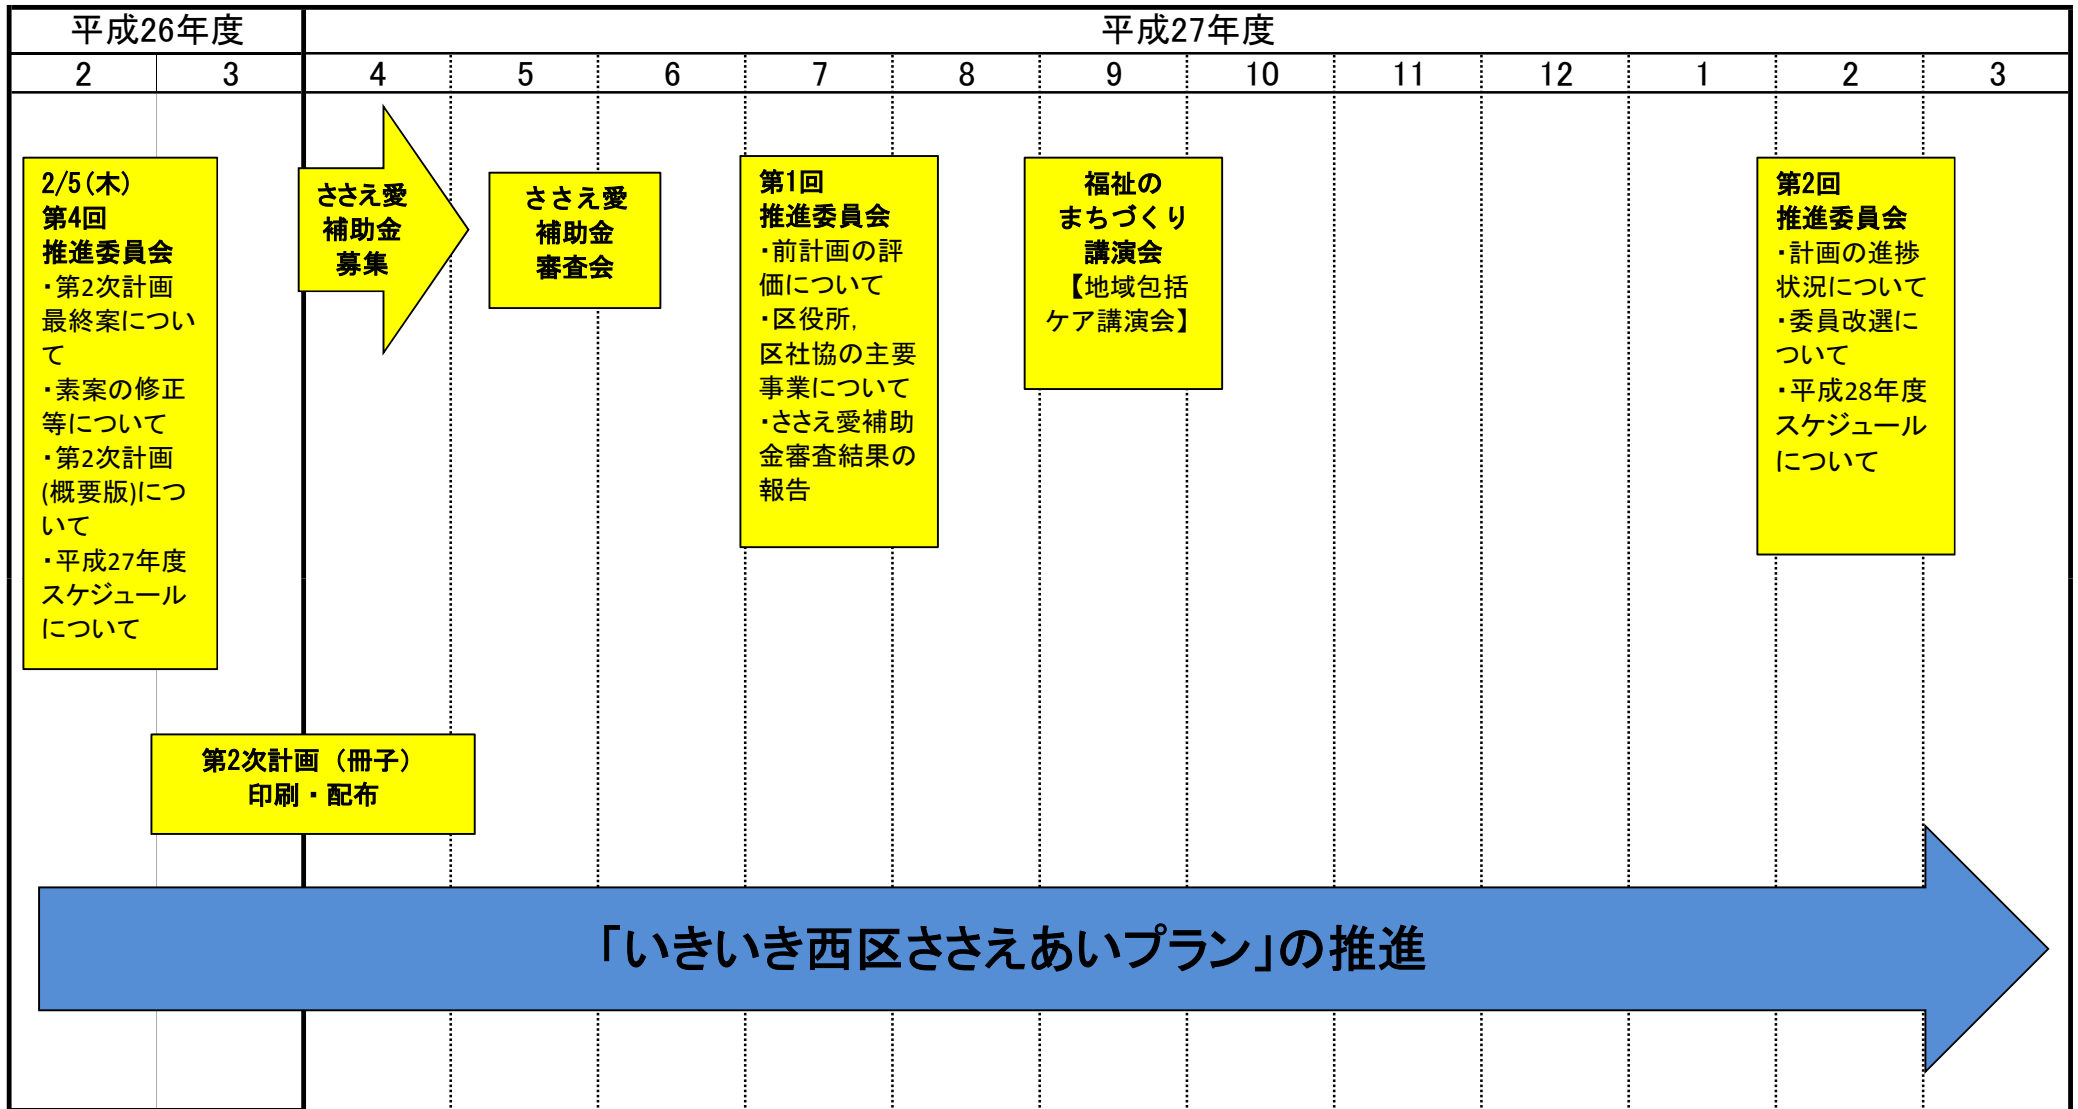 平成26年度
平成27年度
2 3 4 5 6 7 8 9 10 11 12 1 2 3
2/5(木)
第4回
推進委員会
・第2次計画
最終案につい
て
・素案の修正
等について
・第2次計画
(概要版)につ
いて
・平成27年度
スケジュール
について
ささえ愛
補助金
募集
ささえ愛
補助金
審査会
第1回
推進委員会
・前計画の評
価について
・区役所,
区社協の主要
事業について
・ささえ愛補助
金審査結果の
報告
福祉の
まちづくり
講演会
【地域包括
ケア講演会】
第2回
推進委員会
・計画の進捗
状況について
・委員改選に
ついて
・平成28年度
スケジュール
について
第2次計画（冊子）
印刷・配布
「いきいき西区ささえあいプラン」の推進